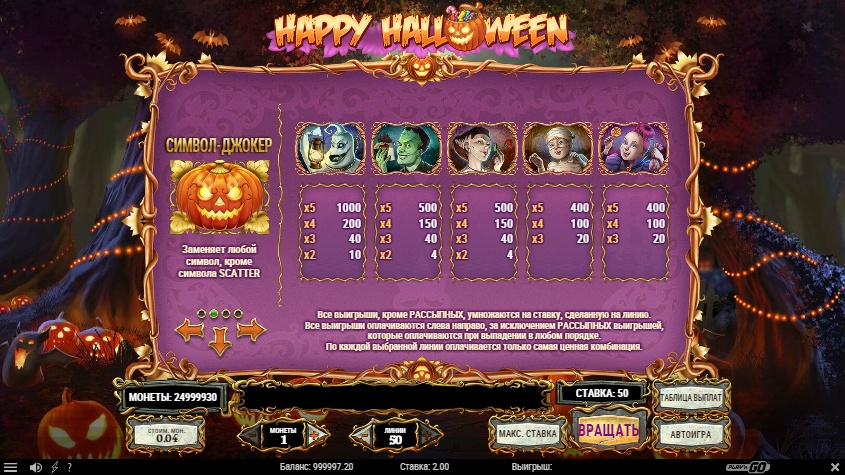 HAPPY HALLOWEEN
СИМВОЛ-ДЖОКЕР
Заменяет любой
символ, кроме
символа SCATTER
x5 1000
x4 200
x3 40
x2 10
x5 500
x4 150
x3 40
x2 4
x5 500
x4 150
x3 40
x2 4
x5 400
x4 100
x3 20
x5 400
x4 100
x3 20
Все выигрыши, кроме РАССЫПНЫХ, умножаются на ставку, сделанную на линию.
Все выигрыши оплачиваются слева направо, за исключением РАССЫПНЫХ выигрышей,
которые оплачиваются при выпадении в любом порядке.
По каждой выбранной линии оплачивается только самая ценная комбинация.
МОНЕТЫ: 24999930
СТАВКА: 50
ТАБЛИЦА ВЫПЛАТ
СТОИМ. МОН.
0.04
МОНЕТЫ
1
ЛИНИИ
50
МАКС. СТАВКА
ВРАЩАТЬ
АВТОИГРА
Баланс: 999997.20 Ставка: 2.00 Выигрыш:
PLAY'N GO